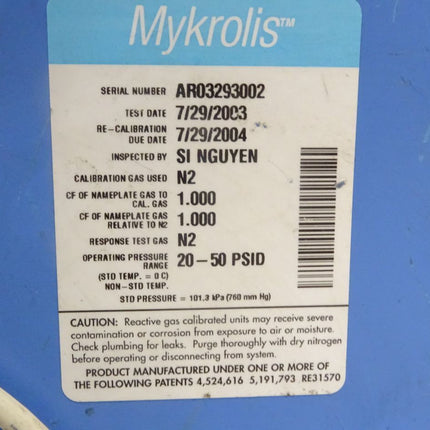 Mykrolis™
SERIAL NUMBER AR03293002
TEST DATE 7/29/2003
RE-CALIBRATION
DUE DATE 7/29/2004
INSPECTED BY SI NGUYEN
CALIBRATION GAS USED N2
CF OF NAMEPLATE GAS TO
CAL. GAS 1.000
CF OF NAMEPLATE GAS
RELATIVE TO N2 1.000
RESPONSE TEST GAS N2
OPERATING PRESSURE
RANGE 20-50 PSID
(STD TEMP. = 0 C)
NON-STD TEMP.
STD PRESSURE = 101.3 kPa (760 mm Hg)
CAUTION: Reactive gas calibrated units may receive severe
contamination or corrosion from exposure to air or moisture.
Check plumbing for leaks. Purge thoroughly with dry nitrogen
before operating or disconnecting from system.
PRODUCT MANUFACTURED UNDER ONE OR MORE OF
THE FOLLOWING PATENTS 4,524,616 5,191,793 RE31570